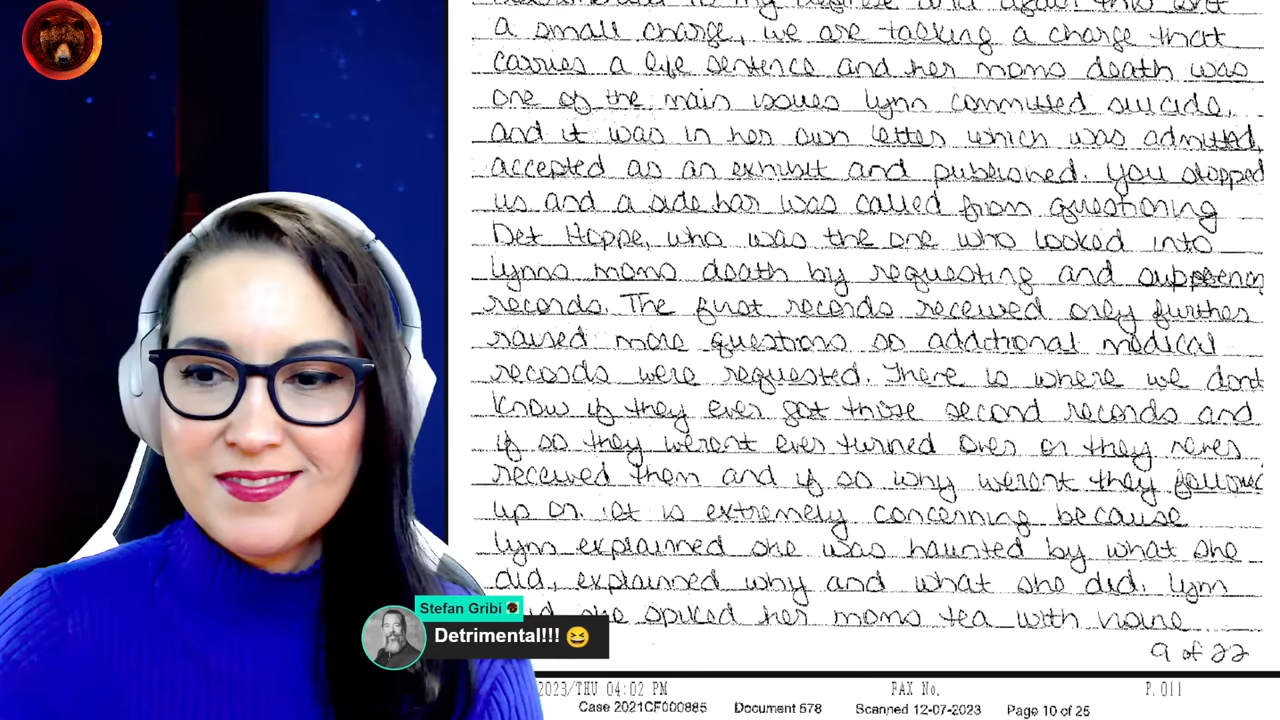 a small charge, we are talking a charge that
carries a life sentence and her moms death was
one of the main issues lynn committed suicide,
and it was in her own letter which was admitted,
accepted as an exhibit and published. you stopped
us and a side bar was called from questioning
Det Hoppe, who was the one who looked into
lynns moms death by requesting and
records. The first records received only further
raised more questions so additional medical
records were requested. There is where we dont
know if they ever got those second records and
if so they werent ever turned over or they never
received them and if so why werent they
up on. it is extremely concerning because
lynn explained she was haunted by what she
did, explained why and what she did. lynn
she spiked her moms tea with
9 of 22
Stefan Gribi
Detrimental!!! 😆
2023/THU 04:02 PM FAX No. P. 011
Case 2021CF000885 Document 578 Scanned 12-07-2023 Page 10 of 25